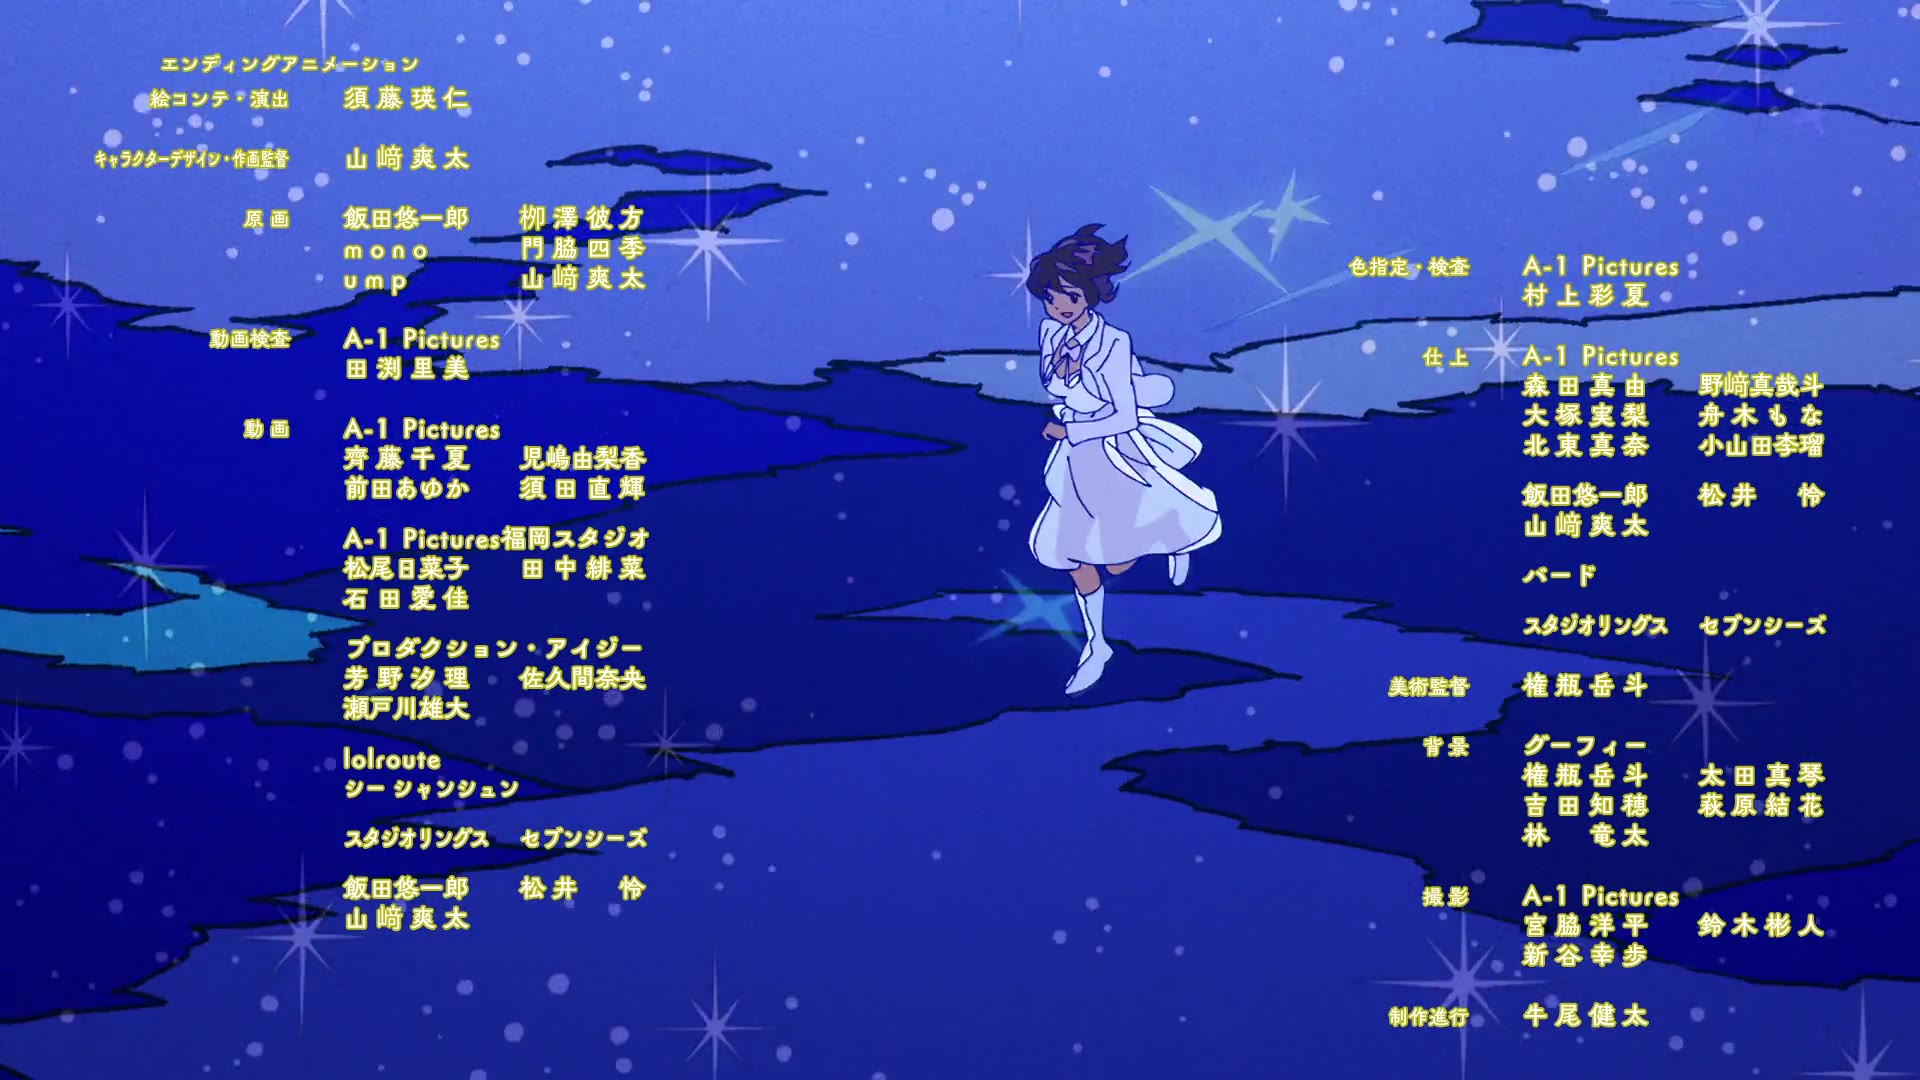 エンディングアニメーション
絵コンテ・演出 須藤瑛仁
キャラクターデザイン・作画監督 山﨑爽太
原画 飯田悠一郎 栁澤彼方
mono 門脇四季
ump 山﨑爽太
動画検査 A-1 Pictures
田渕里美
動画 A-1 Pictures
齊藤千夏 児嶋由梨香
前田あゆか 須田直輝
A-1 Pictures福岡スタジオ
松尾日菜子 田中緋菜
石田愛佳
プロダクション・アイジー
芳野汐理 佐久間奈央
瀬戸川雄大
lolroute
シー シャンシュン
スタジオリングス セブンシーズ
飯田悠一郎 松井 怜
山﨑爽太
色指定・検査 A-1 Pictures
村上彩夏
仕上 A-1 Pictures
森田真由 野﨑真哉斗
大塚実梨 舟木もな
北東真奈 小山田李瑠
飯田悠一郎 松井 怜
山﨑爽太
バード
スタジオリングス セブンシーズ
美術監督 権瓶岳斗
背景 グーフィー
権瓶岳斗 太田真琴
吉田知穂 萩原結花
林 竜太
撮影 A-1 Pictures
宮脇洋平 鈴木彬人
新谷幸歩
制作進行 牛尾健太